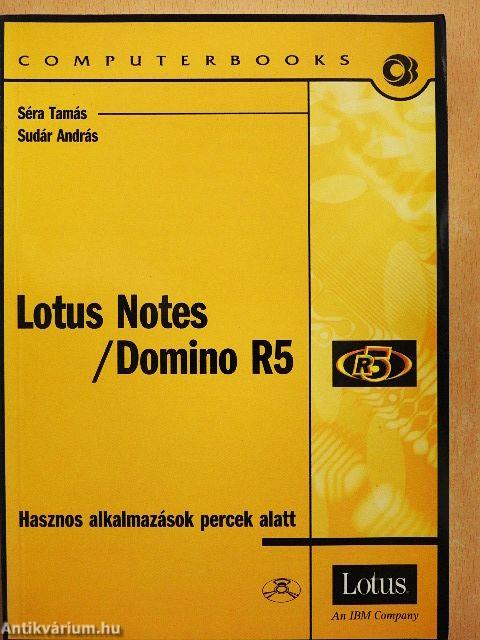 COMPUTERBOOKS
Séra Tamás
Sudár András
Lotus Notes
/Domino R5
R5
Hasznos alkalmazások percek alatt
Lotus®
An IBM Company
Antikvárium.hu